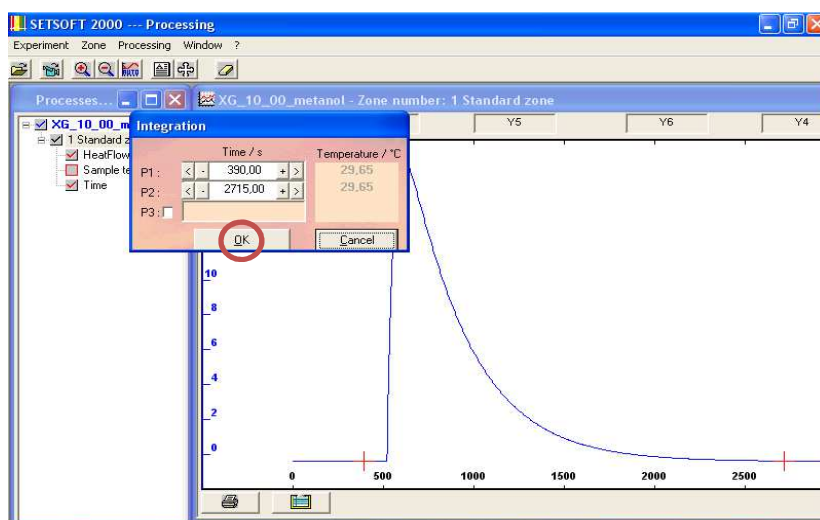 SETSOFT 2000 --- Processing
Experiment Zone Processing Window ?
Processes...
XG_10_00_metanol - Zone number: 1 Standard zone
Y5 Y6 Y4
XG_10_00_m
1 Standard z
HeatFlow
Sample te
Time
Integration
Time / s
Temperature / °C
P1 : < - 390,00 + > 29,65
P2 : < - 2715,00 + > 29,65
P3 :
OK Cancel
10
8
6
4
2
0
0 500 1000 1500 2000 2500